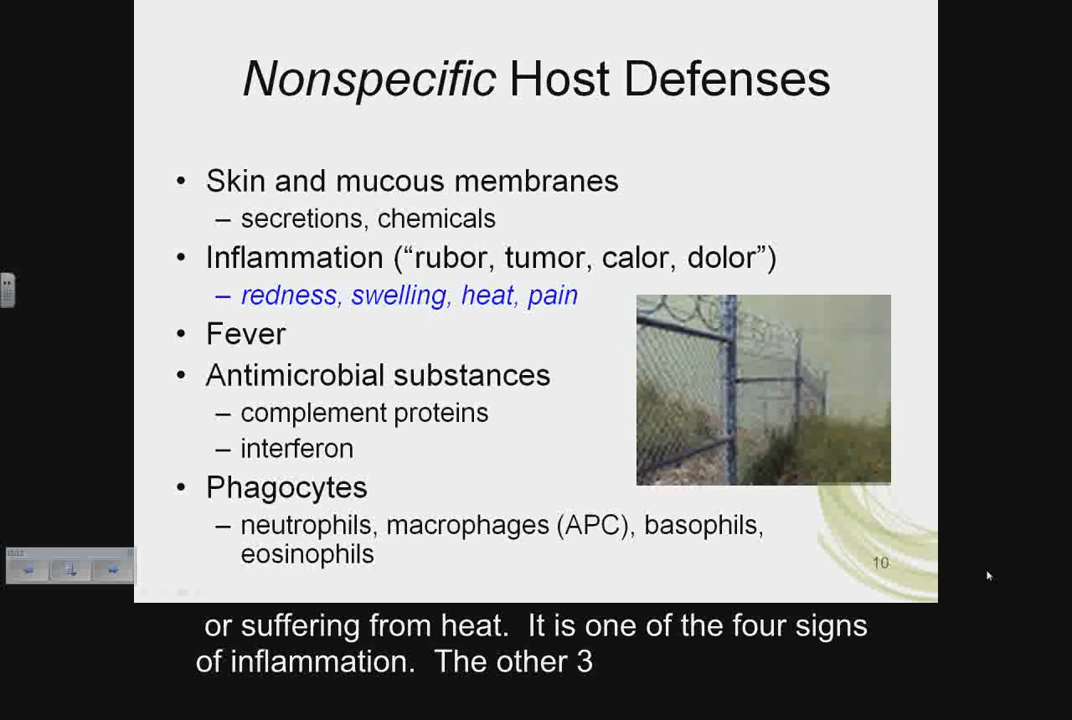 Nonspecific Host Defenses
• Skin and mucous membranes
– secretions, chemicals
• Inflammation (“rubor, tumor, calor, dolor”)
– redness, swelling, heat, pain
• Fever
• Antimicrobial substances
– complement proteins
– interferon
• Phagocytes
– neutrophils, macrophages (APC), basophils,
eosinophils
10
or suffering from heat. It is one of the four signs
of inflammation. The other 3